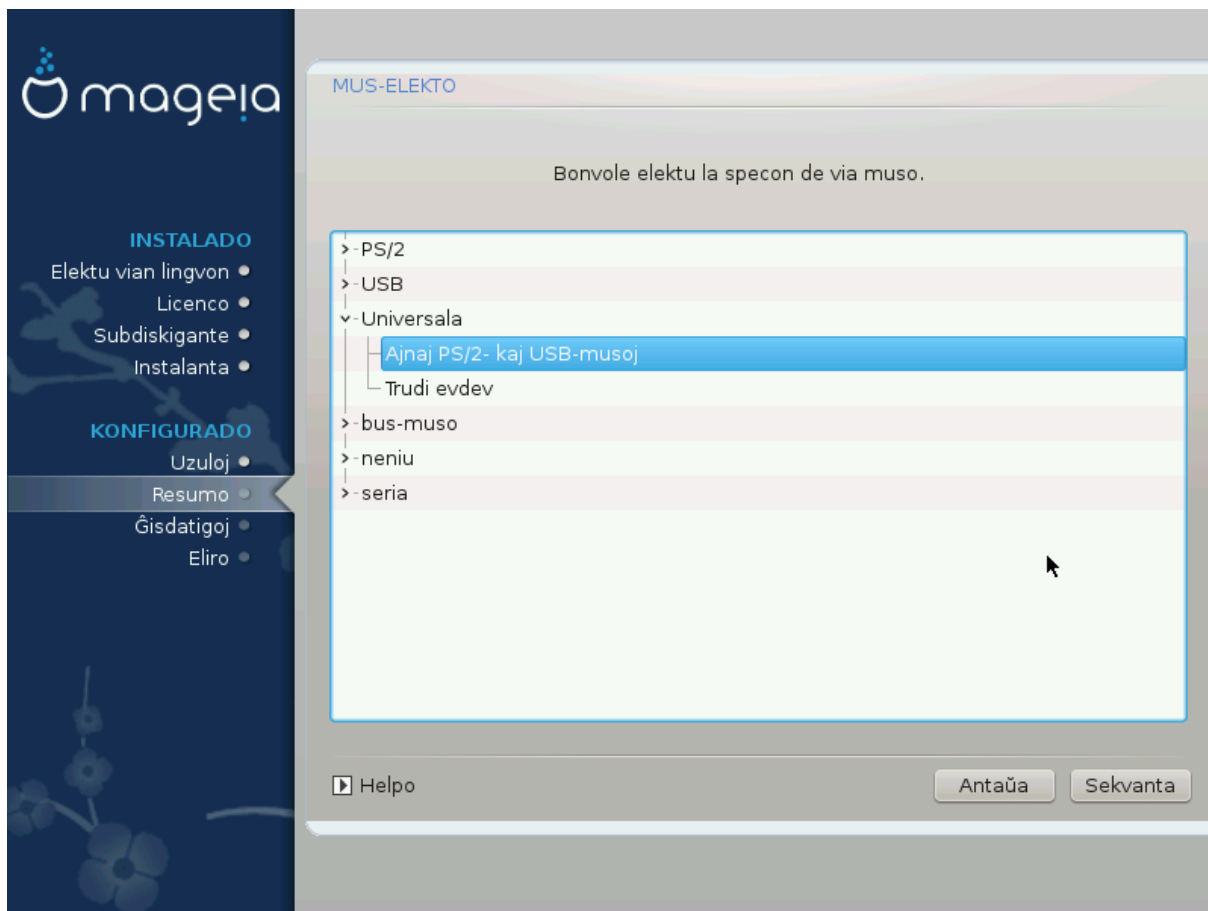 mageia
INSTALADO
Elektu vian lingvon
Licenco
Subdiskigante
Instalanta
KONFIGURADO
Uzuloj
Resumo
Ĝisdatigoj
Eliro
MUS-ELEKTO
Bonvole elektu la specon de via muso.
PS/2
USB
Universala
Ajnaj PS/2- kaj USB-musoj
Trudi evdev
bus-muso
neniu
seria
Helpo
Antaŭa
Sekvanta